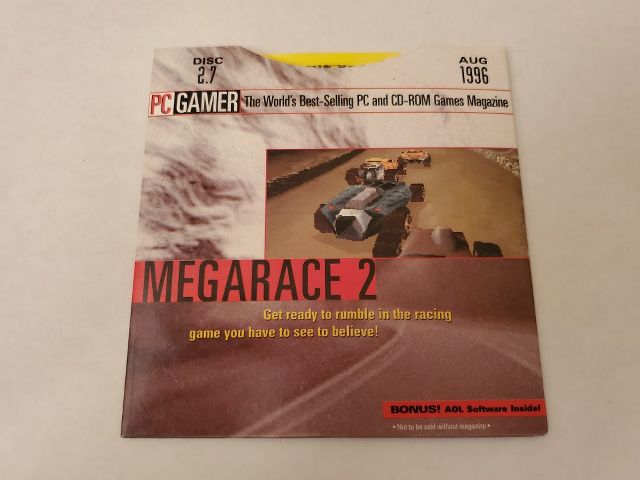 DISC
2.7
AUG
1996
PC GAMER The World's Best-Selling PC and CD-ROM Games Magazine
MEGARACE 2
Get ready to rumble in the racing
game you have to see to believe!
BONUS! AOL Software Inside!
• Not to be sold without magazine •